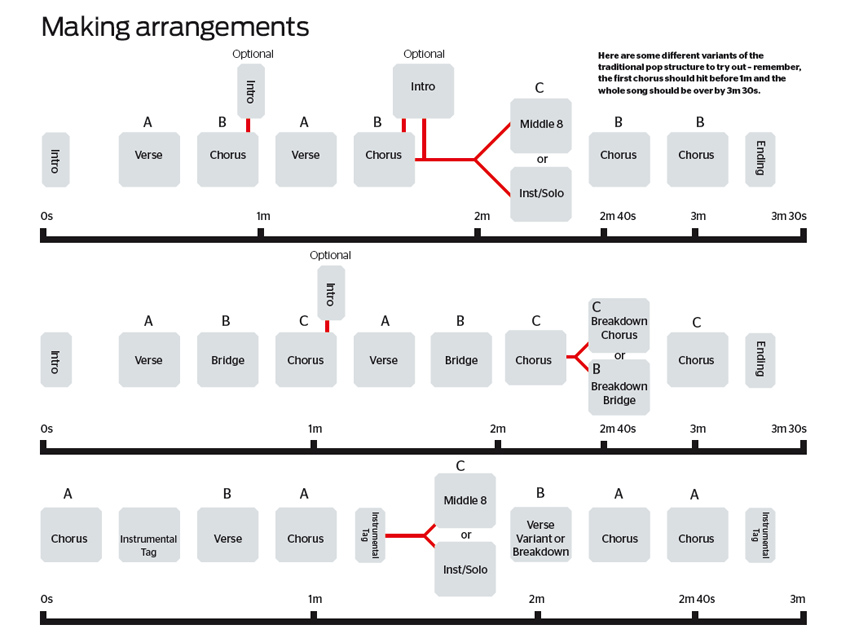 Making arrangements
Here are some different variants of the
traditional pop structure to try out – remember,
the first chorus should hit before 1m and the
whole song should be over by 3m 30s.
Optional
Optional
Intro
Intro
C
A
B
A
B
Middle 8
B
B
Intro
Verse
Chorus
Verse
Chorus
or
Chorus
Chorus
Ending
Inst/Solo
0s
1m
2m
2m 40s
3m
3m 30s
Optional
Intro
A
B
C
A
B
C
C
Breakdown
Chorus
C
Intro
Verse
Bridge
Chorus
Verse
Bridge
Chorus
or
B
Breakdown
Bridge
Chorus
Ending
0s
1m
2m
2m 40s
3m
3m 30s
A
B
A
C
Middle 8
B
A
A
Chorus
Instrumental
Tag
Verse
Chorus
Instrumental
Tag
or
Inst/Solo
Verse
Variant or
Breakdown
Chorus
Chorus
Instrumental
Tag
0s
1m
2m
2m 40s
3m